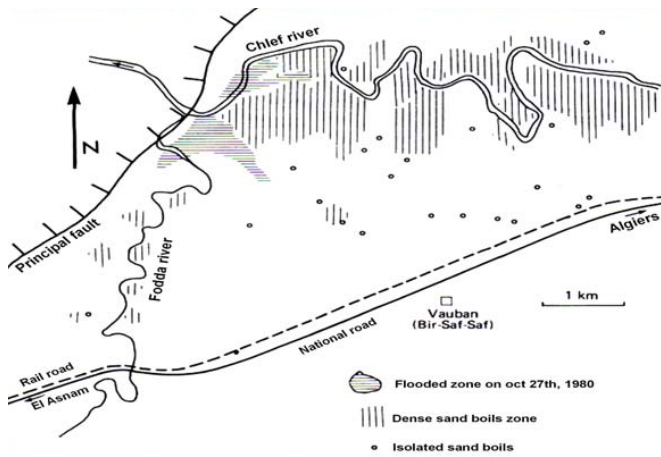 Chlef river
N
Principal fault
Fodda river
Algiers
1 km
Vauban
(Bir-Saf-Saf)
National road
Rail road
El Asnam
Flooded zone on oct 27th, 1980
Dense sand boils zone
Isolated sand boils